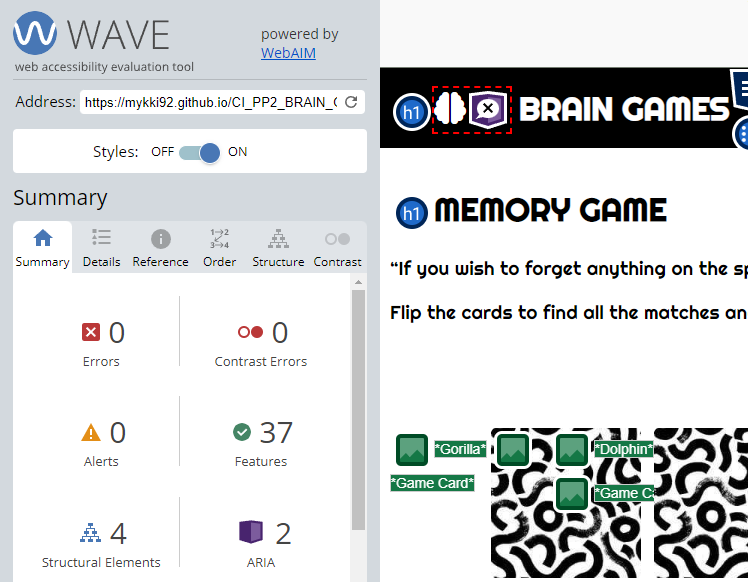 WAVE
web accessibility evaluation tool
powered by
WebAIM
Address: https://mykki92.github.io/CI_PP2_BRAIN_
Styles: OFF ON
Summary
Summary Details Reference Order Structure Contrast
0
Errors
0
Contrast Errors
0
Alerts
37
Features
4
Structural Elements
2
ARIA
h1 BRAIN GAMES
h1 MEMORY GAME
“If you wish to forget anything on the sp
Flip the cards to find all the matches an
*Gorilla* *Dolphin*
*Game Card* *Game C